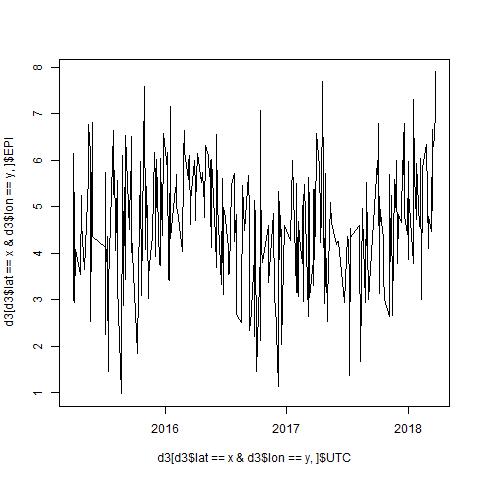 8
7
6
5
4
3
2
1
d3[d3$lat == x & d3$lon == y, ]$EPI
2016 2017 2018
d3[d3$lat == x & d3$lon == y, ]$UTC